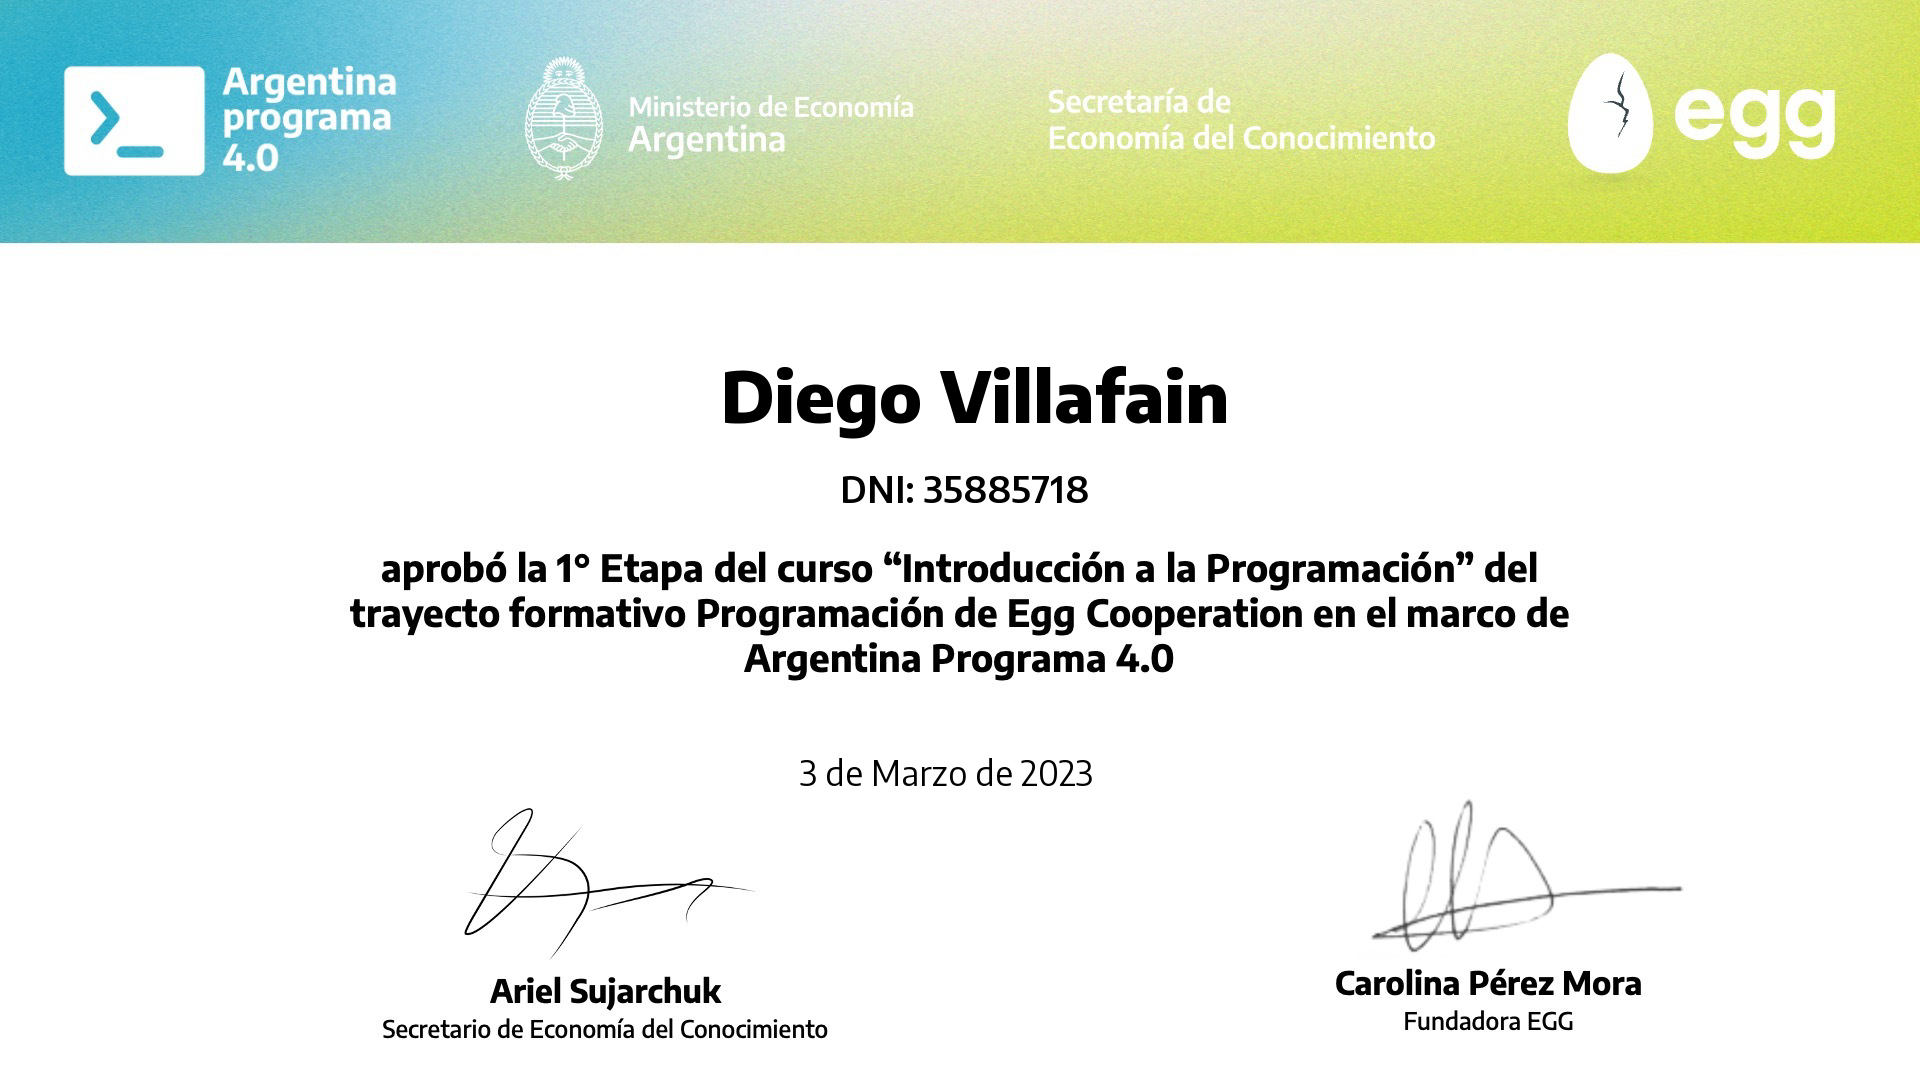 Argentina
programa
4.0
Ministerio de Economía
Argentina
Secretaría de
Economía del Conocimiento
egg
Diego Villafain
DNI: 35885718
aprobó la 1° Etapa del curso “Introducción a la Programación” del
trayecto formativo Programación de Egg Cooperation en el marco de
Argentina Programa 4.0
3 de Marzo de 2023
Ariel Sujarchuk
Secretario de Economía del Conocimiento
Carolina Pérez Mora
Fundadora EGG